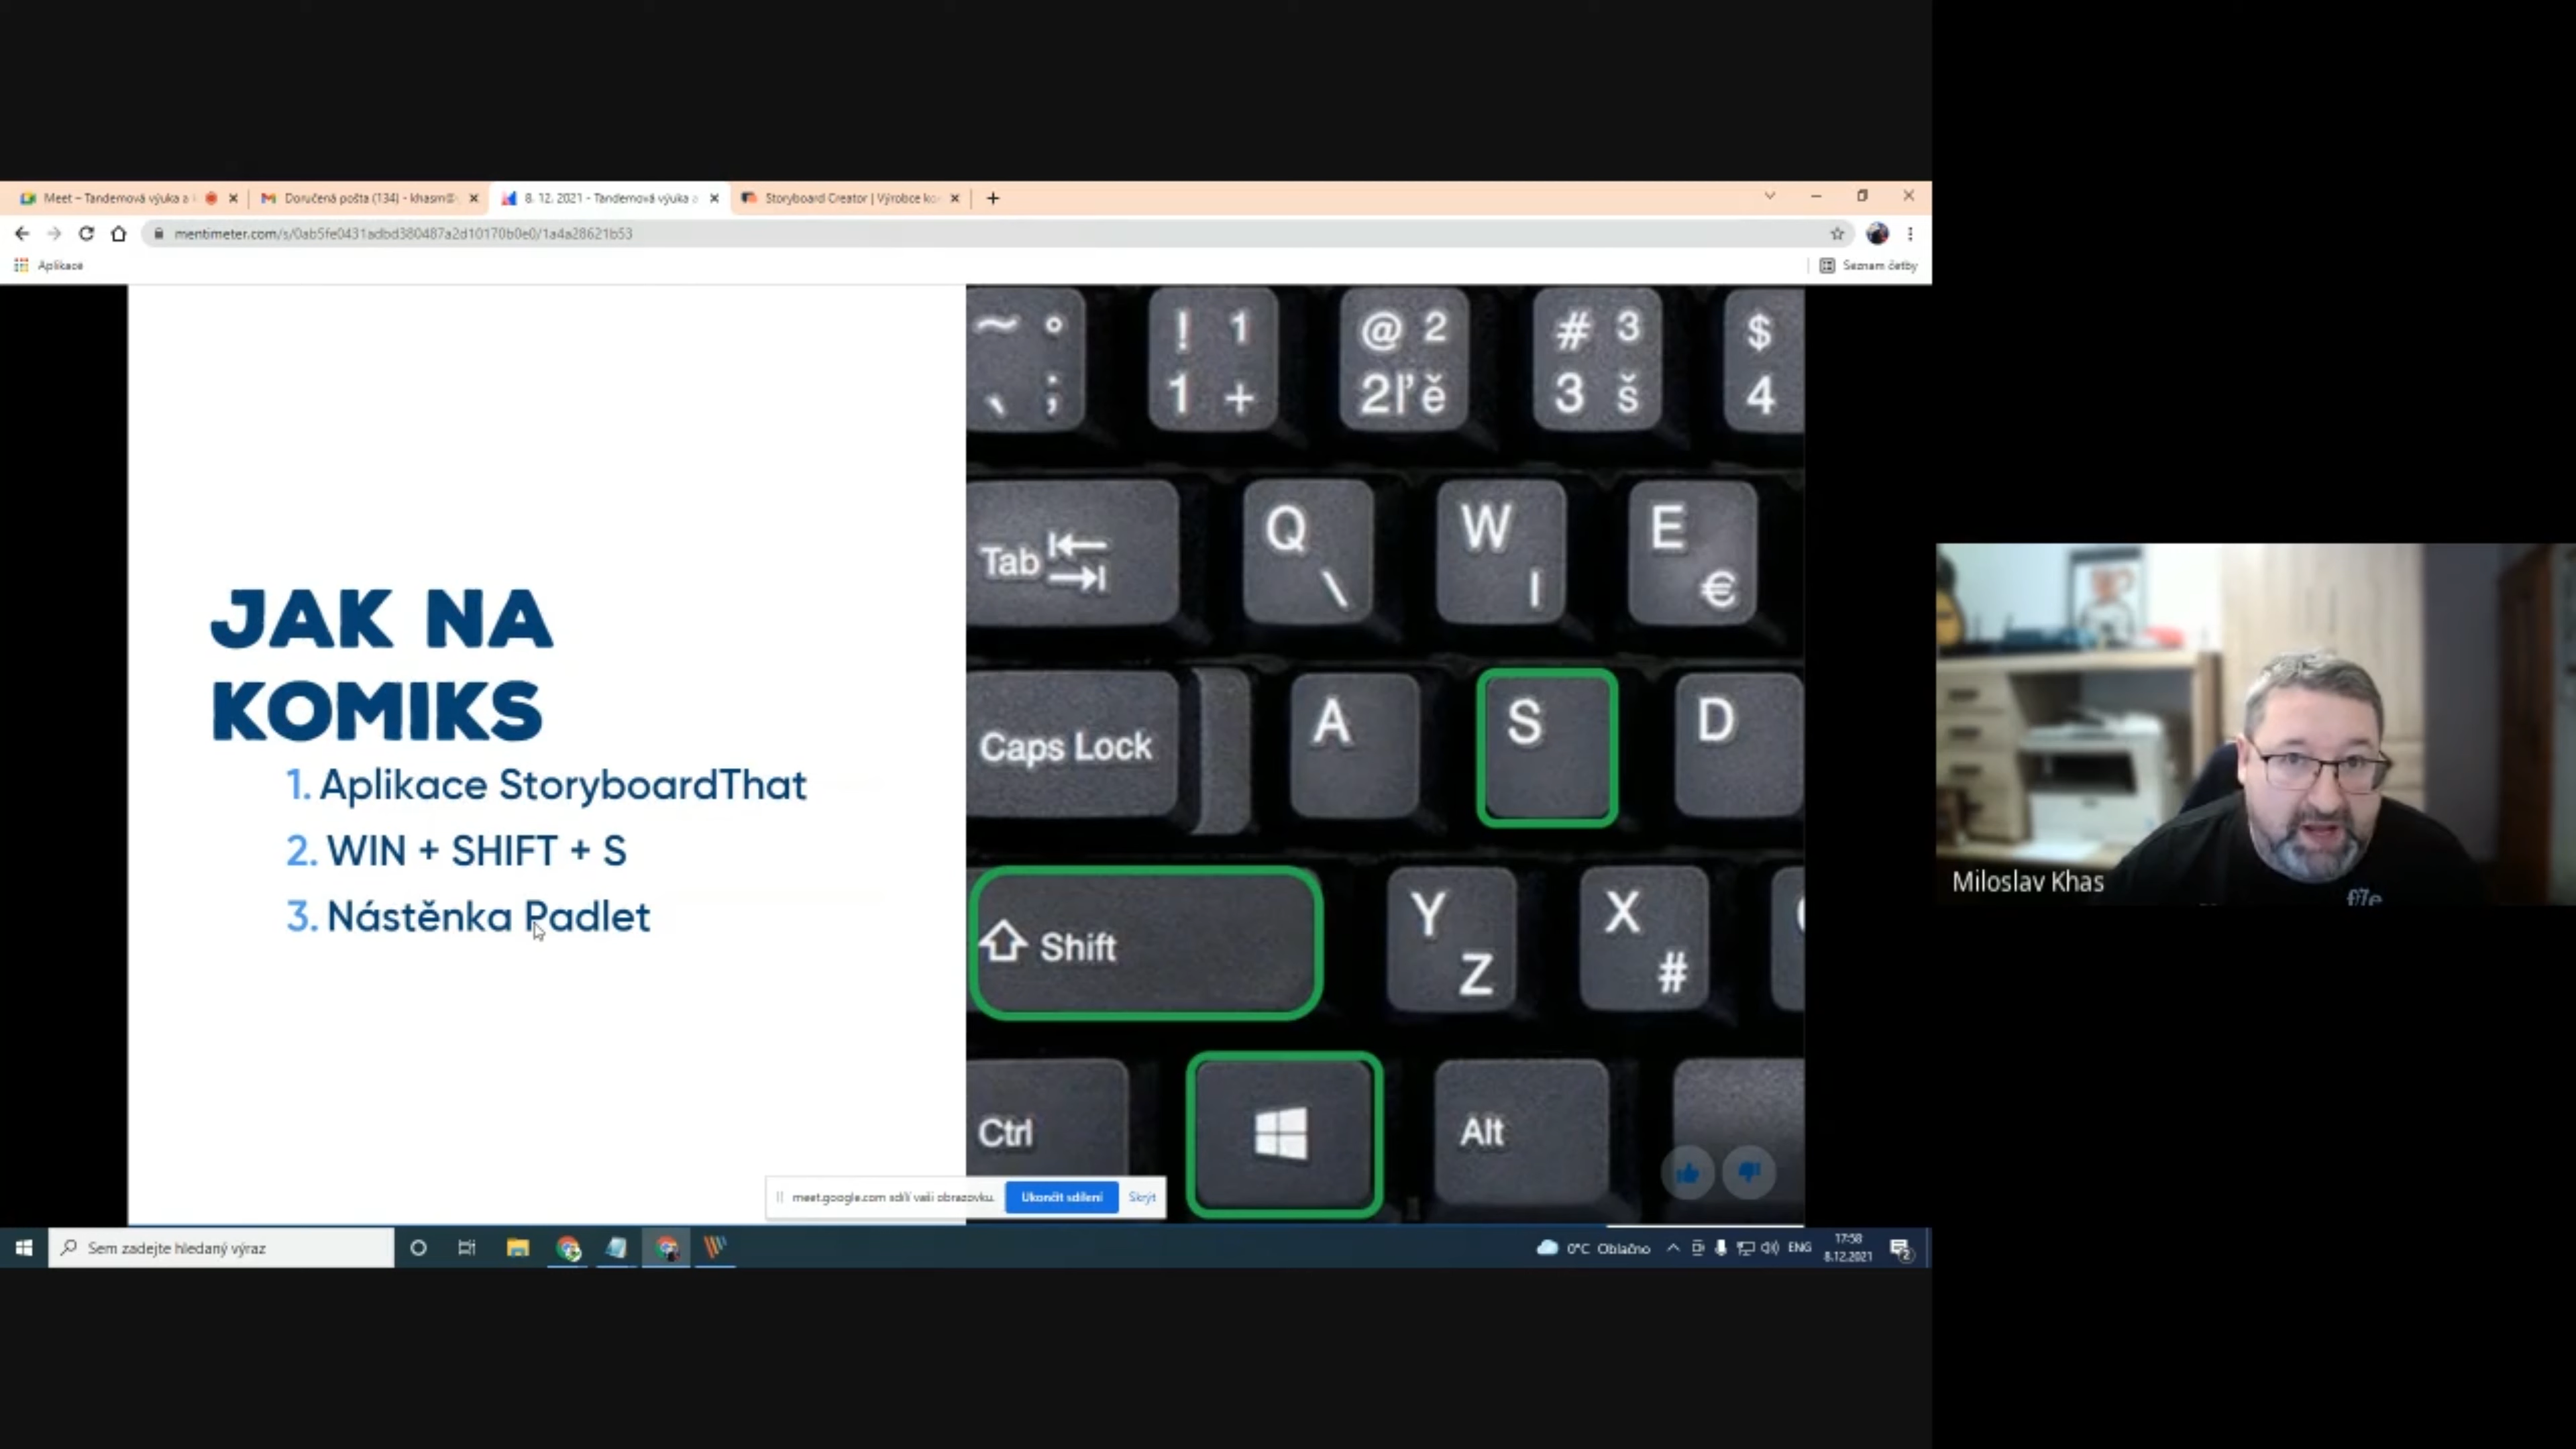 Meet – Tandemová výuka a
Doručená pošta (134) - khasm@
8. 12. 2021 - Tandemová výuka a
Storyboard Creator | Výrobce ko
mentimeter.com/s/0ab5fe0431adbd380487a2d10170b0e0/1a4a28621b53
Aplikace
Seznam četby
JAK NA
KOMIKS
1. Aplikace StoryboardThat
2. WIN + SHIFT + S
3. Nástěnka Padlet
~ °
! 1
@ 2
# 3
$
` ;
1 +
2ľě
3 š
4
Tab
Q
\
W
|
E
€
Caps Lock
A
S
D
Shift
Y
Z
X
#
Ctrl
Alt
meet.google.com sdílí vaši obrazovku.
Ukončit sdílení
Skrýt
Miloslav Khas
Sem zadejte hledaný výraz
0°C Oblačno
ENG
17:58
8.12.2021
2